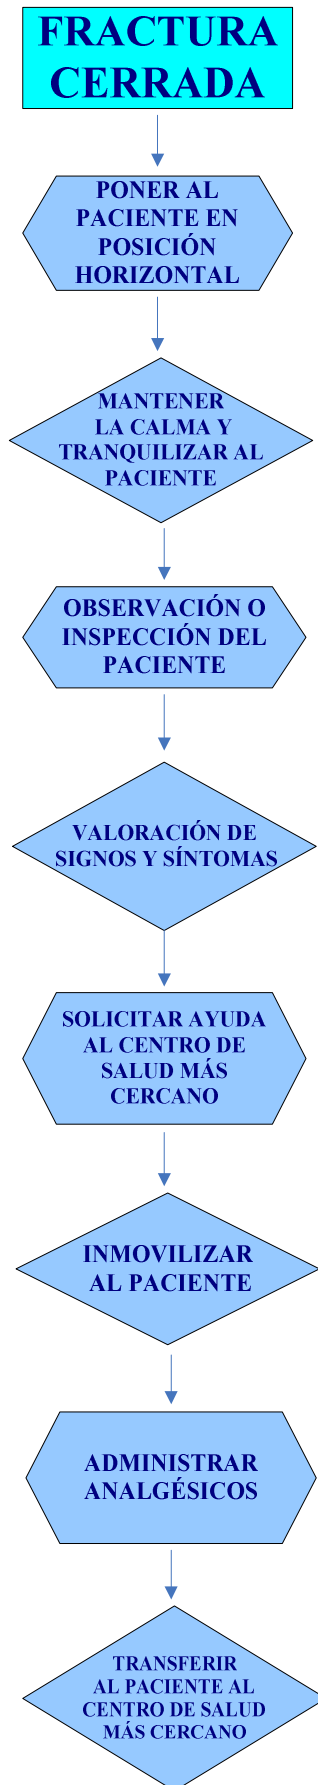 FRACTURA
CERRADA
PONER AL
PACIENTE EN
POSICIÓN
HORIZONTAL
MANTENER
LA CALMA Y
TRANQUILIZAR AL
PACIENTE
OBSERVACIÓN O
INSPECCIÓN DEL
PACIENTE
VALORACIÓN DE
SIGNOS Y SÍNTOMAS
SOLICITAR AYUDA
AL CENTRO DE
SALUD MÁS
CERCANO
INMOVILIZAR
AL PACIENTE
ADMINISTRAR
ANALGÉSICOS
TRANSFERIR
AL PACIENTE AL
CENTRO DE SALUD
MÁS CERCANO